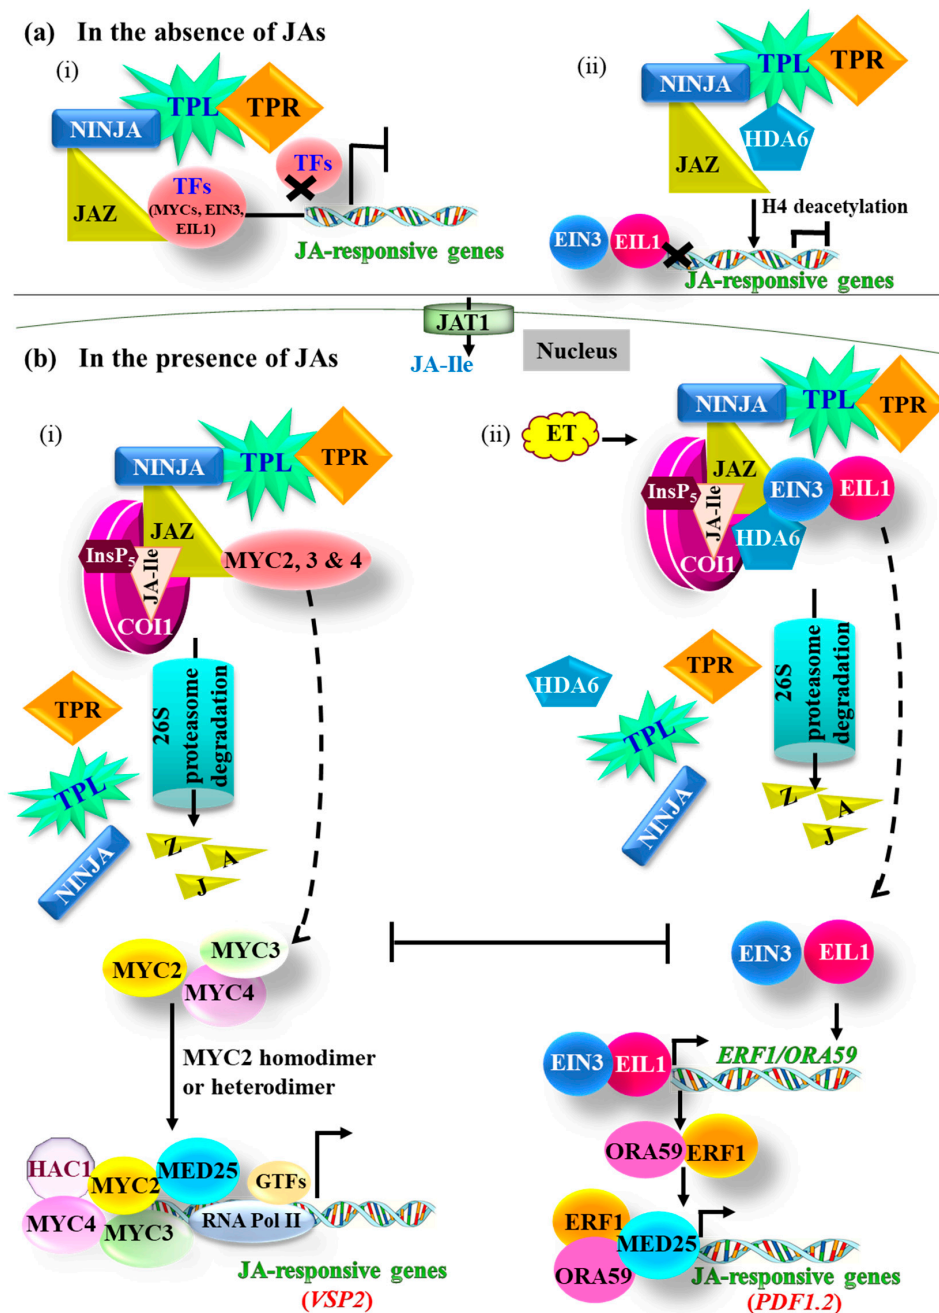 (a) In the absence of JAs
(i)
TPL
TPR
NINJA
JAZ
TFs
(MYCs, EIN3,
EIL1)
TFs
JA-responsive genes
(ii)
TPL
TPR
NINJA
HDA6
JAZ
H4 deacetylation
EIN3
EIL1
JA-responsive genes
JAT1
JA-Ile
Nucleus
(b) In the presence of JAs
(i)
NINJA
TPL
TPR
JAZ
InsP5
JA-Ile
COI1
MYC2, 3 & 4
26S
proteasome
degradation
TPR
TPL
NINJA
Z
A
J
MYC2
MYC3
MYC4
MYC2 homodimer
or heterodimer
HAC1
MYC2
MED25
GTFs
MYC4
MYC3
RNA Pol II
JA-responsive genes
(VSP2)
(ii)
ET
NINJA
TPL
TPR
JAZ
EIN3
EIL1
InsP5
JA-Ile
HDA6
COI1
26S
proteasome
degradation
HDA6
TPR
TPL
NINJA
Z
A
J
EIN3
EIL1
EIN3
EIL1
ERF1/ORA59
ORA59
ERF1
ERF1
MED25
ORA59
JA-responsive genes
(PDF1.2)